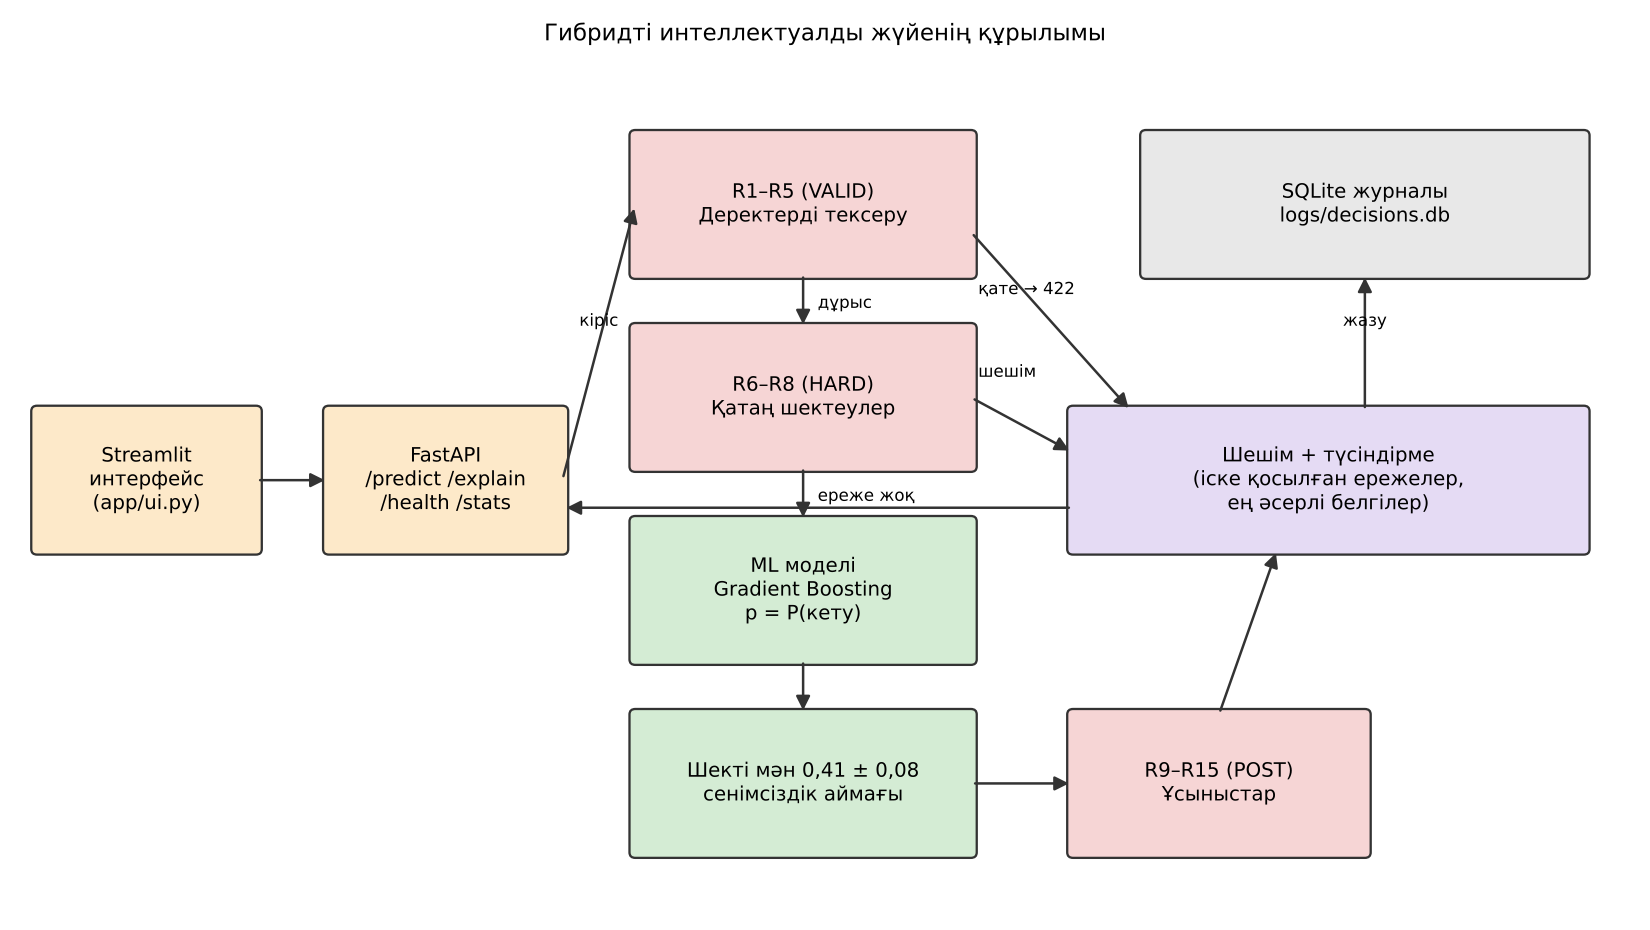 Гибридті интеллектуалды жүйенің құрылымы
R1–R5 (VALID)
Деректерді тексеру
SQLite журналы
logs/decisions.db
қате → 422
дұрыс
кіріс
жазу
шешім
R6–R8 (HARD)
Қатаң шектеулер
Streamlit
интерфейс
(app/ui.py)
FastAPI
/predict /explain
/health /stats
Шешім + түсіндірме
(іске қосылған ережелер,
ең әсерлі белгілер)
ереже жоқ
ML моделі
Gradient Boosting
p = P(кету)
Шекті мән 0,41 ± 0,08
сенімсіздік аймағы
R9–R15 (POST)
Ұсыныстар